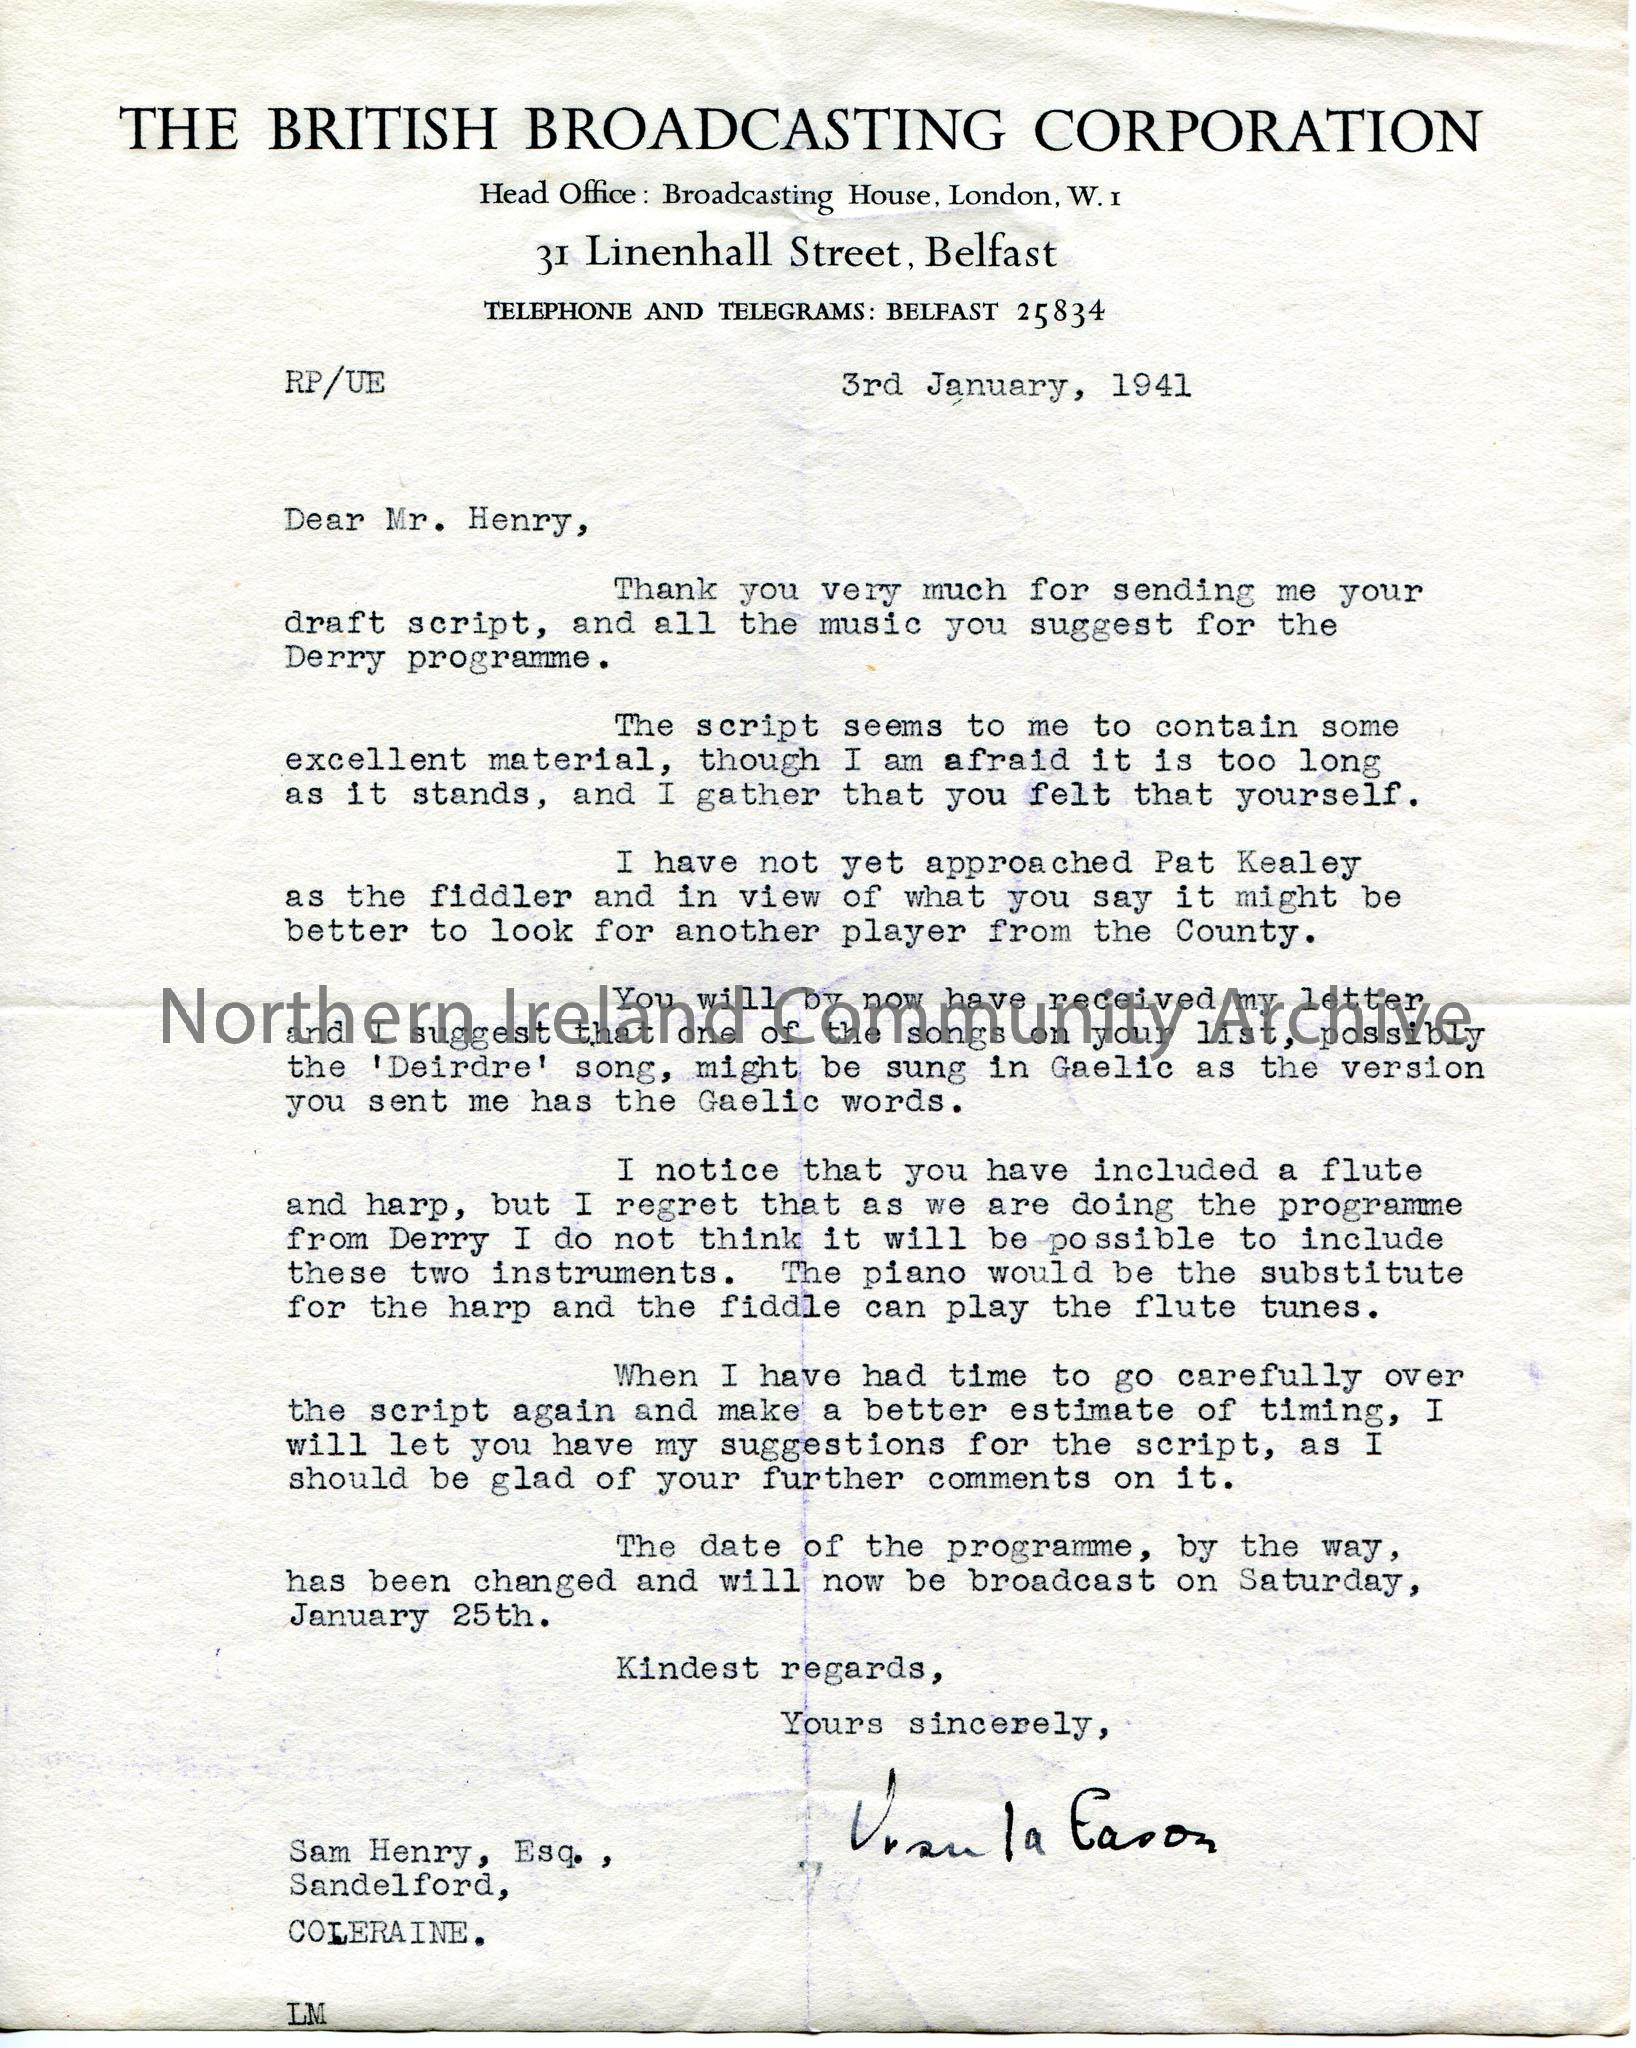 THE BRITISH BROADCASTING CORPORATION
Head Office: Broadcasting House, London, W. 1
31 Linenhall Street, Belfast
TELEPHONE AND TELEGRAMS: BELFAST 25834
RP/UE 3rd January, 1941
Dear Mr. Henry,
Thank you very much for sending me your
draft script, and all the music you suggest for the
Derry programme.
The script seems to me to contain some
excellent material, though I am afraid it is too long
as it stands, and I gather that you felt that yourself.
I have not yet approached Pat Kealey
as the fiddler and in view of what you say it might be
better to look for another player from the County.
You will by now have received my letter
Northern Ireland Community Archive
and I suggest that one of the songs on your list, possibly
the 'Deirdre' song, might be sung in Gaelic as the version
you sent me has the Gaelic words.
I notice that you have included a flute
and harp, but I regret that as we are doing the programme
from Derry I do not think it will be possible to include
these two instruments. The piano would be the substitute
for the harp and the fiddle can play the flute tunes.
When I have had time to go carefully over
the script again and make a better estimate of timing, I
will let you have my suggestions for the script, as I
should be glad of your further comments on it.
The date of the programme, by the way,
has been changed and will now be broadcast on Saturday,
January 25th.
Kindest regards,
Yours sincerely,
Ursula Eason
Sam Henry, Esq.,
Sandelford,
COLERAINE.
LM